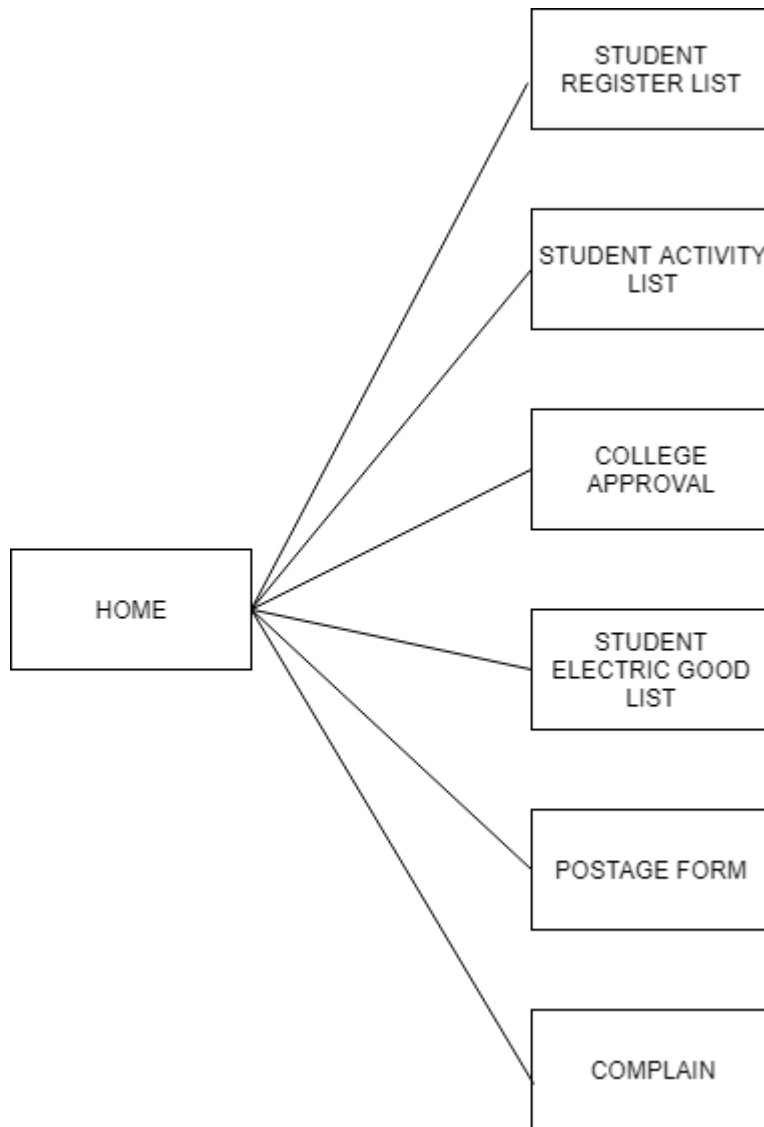 STUDENT
REGISTER LIST
STUDENT ACTIVITY
LIST
COLLEGE
APPROVAL
HOME
STUDENT
ELECTRIC GOOD
LIST
POSTAGE FORM
COMPLAIN